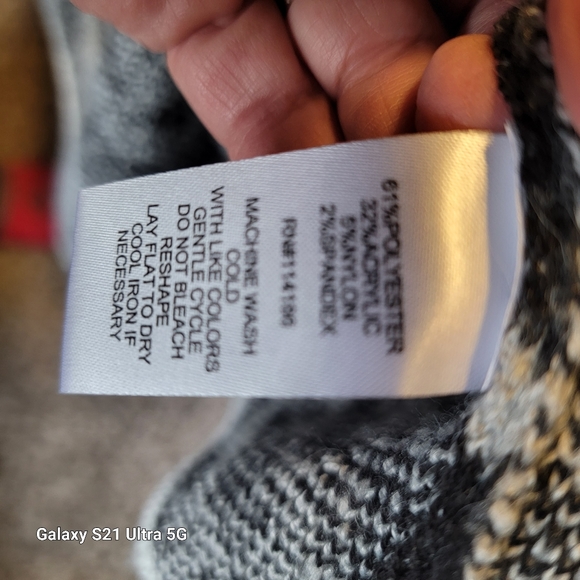 61%POLYESTER
32%ACRYLIC
5%NYLON
2%SPANDEX
RN#114199
MACHINE WASH
COLD
WITH LIKE COLORS
GENTLE CYCLE
DO NOT BLEACH
RESHAPE
LAY FLAT TO DRY
COOL IRON IF
NECESSARY
Galaxy S21 Ultra 5G